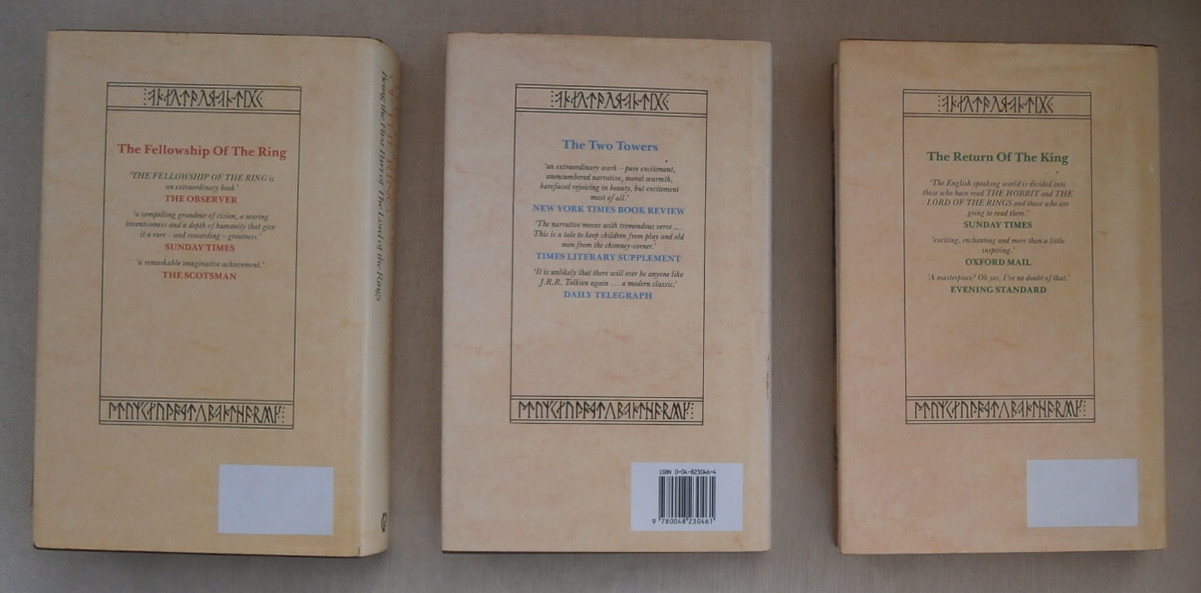 The Fellowship Of The Ring
'THE FELLOWSHIP OF THE RING is
an extraordinary book'
THE OBSERVER
'a compelling grandeur of vision, a soaring
inventiveness and a depth of humanity that give
it a rare – and rewarding – greatness.'
SUNDAY TIMES
'a remarkable imaginative achievement.'
THE SCOTSMAN
Being the First Part of The Lord of the Rings
The Two Towers
'an extraordinary work – pure excitement,
unencumbered narrative, moral warmth,
barefaced rejoicing in beauty, but excitement
most of all.'
NEW YORK TIMES BOOK REVIEW
'The narrative moves with tremendous verve ....
This is a tale to keep children from play and old
men from the chimney-corner.'
TIMES LITERARY SUPPLEMENT
'It is unlikely that there will ever be anyone like
J.R.R. Tolkien again ... a modern classic.'
DAILY TELEGRAPH
ISBN 0-04-823046-4
9 780048 230461
The Return Of The King
'The English speaking world is divided into
those who have read THE HOBBIT and THE
LORD OF THE RINGS and those who are
going to read them.'
SUNDAY TIMES
'exciting, enchanting and more than a little
inspiring.'
OXFORD MAIL
'A masterpiece? Oh yes, I've no doubt of that.'
EVENING STANDARD